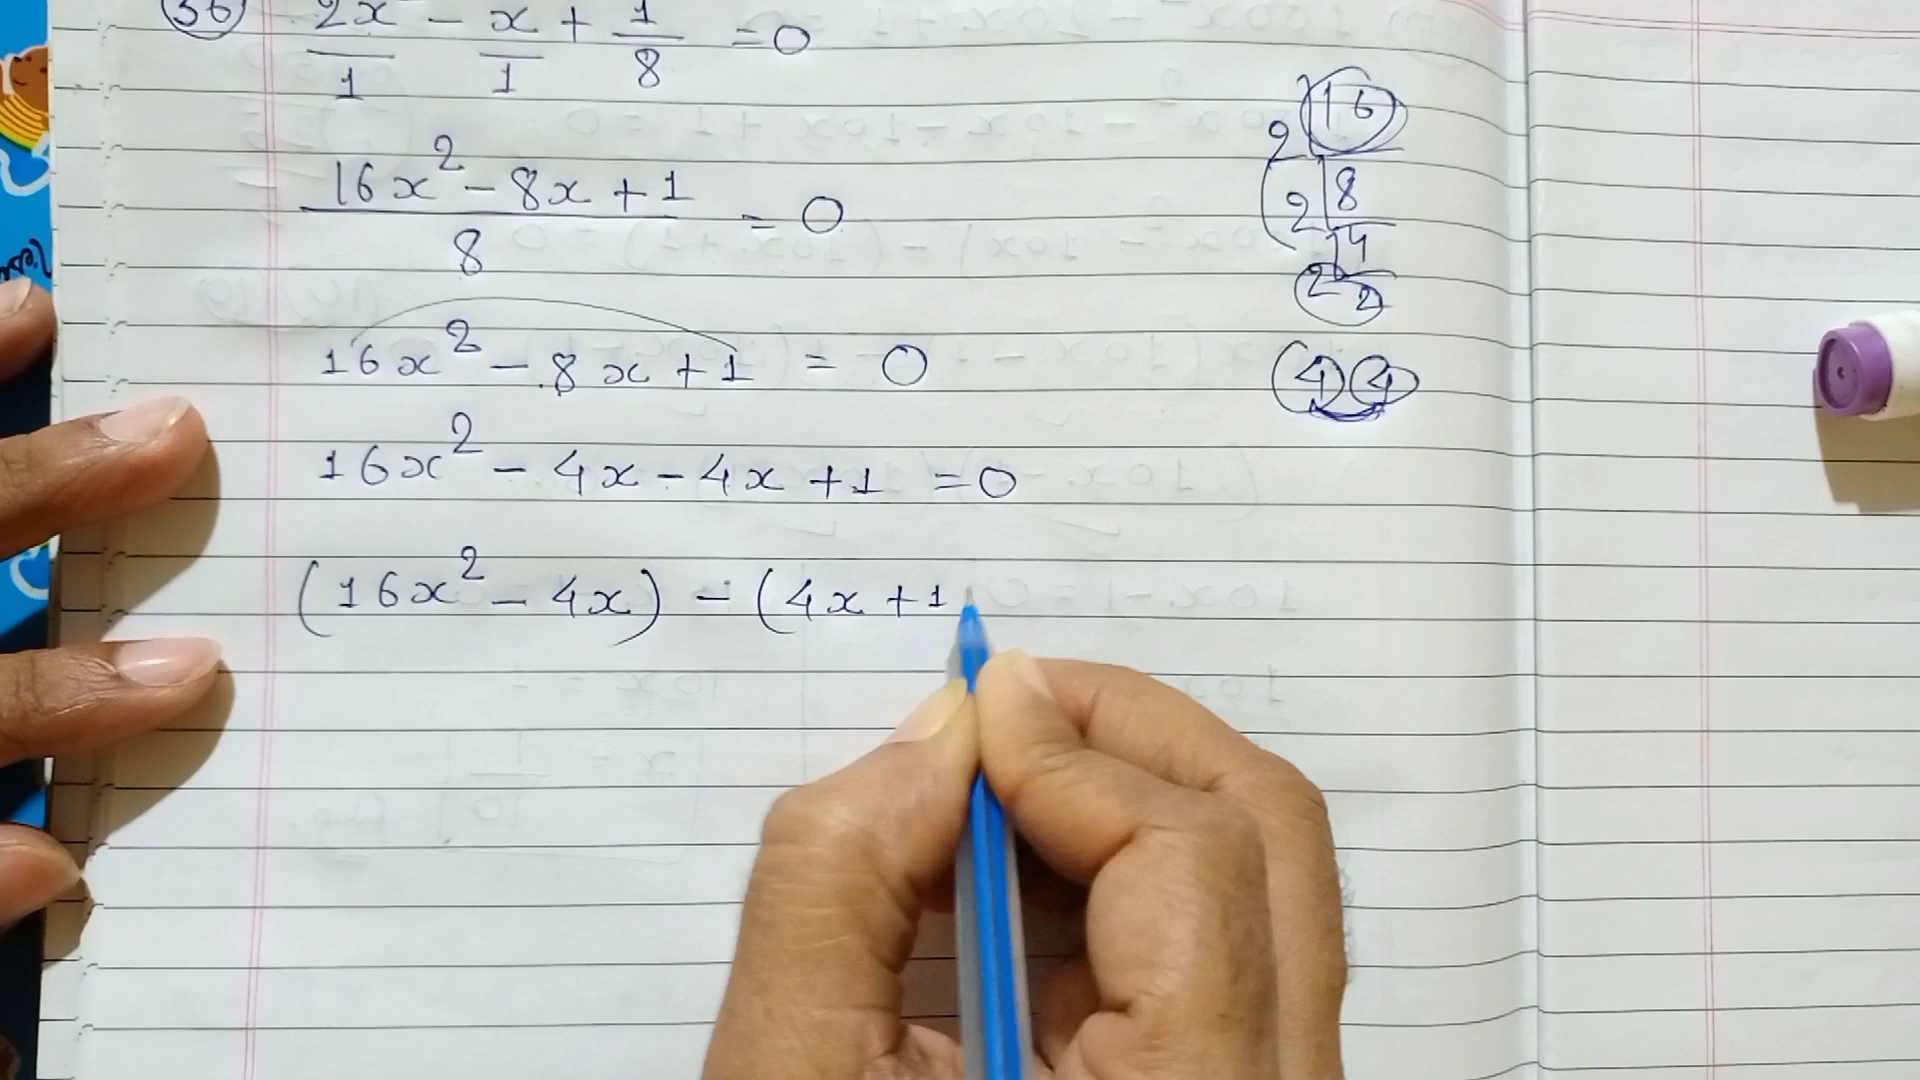 36 2x - x + 1 = 0
1 1 8
16x² - 8x + 1 = 0
8
16x² - 8x + 1 = 0
16x² - 4x - 4x + 1 = 0
(16x² - 4x) - (4x + 1
2 16
2 8
2 4
2
4 4